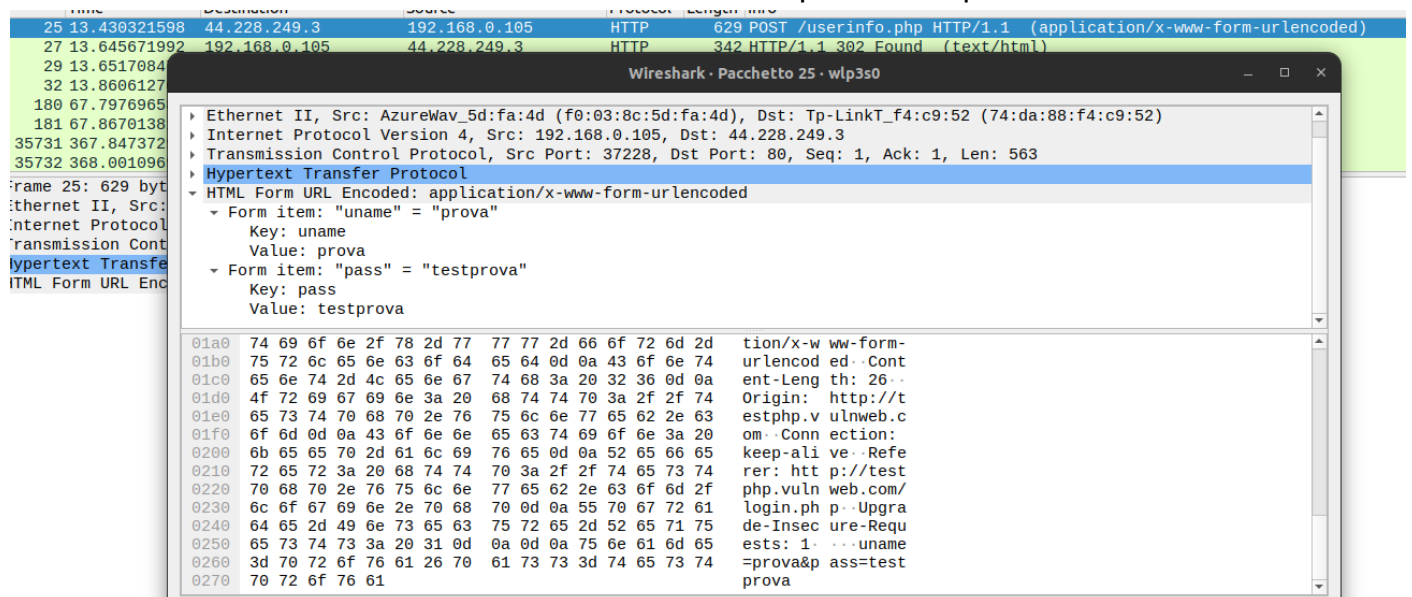 Time Destination Source Protocol Length Info
25 13.430321598 44.228.249.3 192.168.0.105 HTTP 629 POST /userinfo.php HTTP/1.1 (application/x-www-form-urlencoded)
27 13.645671992 192.168.0.105 44.228.249.3 HTTP 342 HTTP/1.1 302 Found (text/html)
29 13.6517084
32 13.8606127
180 67.7976965
181 67.8670138
35731 367.847372
35732 368.001096
Frame 25: 629 byt
Ethernet II, Src:
Internet Protocol
Transmission Cont
Hypertext Transfe
HTML Form URL Enc
Wireshark · Pacchetto 25 · wlp3s0
Ethernet II, Src: AzureWav_5d:fa:4d (f0:03:8c:5d:fa:4d), Dst: Tp-LinkT_f4:c9:52 (74:da:88:f4:c9:52)
Internet Protocol Version 4, Src: 192.168.0.105, Dst: 44.228.249.3
Transmission Control Protocol, Src Port: 37228, Dst Port: 80, Seq: 1, Ack: 1, Len: 563
Hypertext Transfer Protocol
HTML Form URL Encoded: application/x-www-form-urlencoded
Form item: "uname" = "prova"
Key: uname
Value: prova
Form item: "pass" = "testprova"
Key: pass
Value: testprova
01a0 74 69 6f 6e 2f 78 2d 77 77 77 2d 66 6f 72 6d 2d tion/x-w ww-form-
01b0 75 72 6c 65 6e 63 6f 64 65 64 0d 0a 43 6f 6e 74 urlencod ed··Cont
01c0 65 6e 74 2d 4c 65 6e 67 74 68 3a 20 32 36 0d 0a ent-Leng th: 26··
01d0 4f 72 69 67 69 6e 3a 20 68 74 74 70 3a 2f 2f 74 Origin: http://t
01e0 65 73 74 70 68 70 2e 76 75 6c 6e 77 65 62 2e 63 estphp.v ulnweb.c
01f0 6f 6d 0d 0a 43 6f 6e 6e 65 63 74 69 6f 6e 3a 20 om··Conn ection:
0200 6b 65 65 70 2d 61 6c 69 76 65 0d 0a 52 65 66 65 keep-ali ve··Refe
0210 72 65 72 3a 20 68 74 74 70 3a 2f 2f 74 65 73 74 rer: htt p://test
0220 70 68 70 2e 76 75 6c 6e 77 65 62 2e 63 6f 6d 2f php.vuln web.com/
0230 6c 6f 67 69 6e 2e 70 68 70 0d 0a 55 70 67 72 61 login.ph p··Upgra
0240 64 65 2d 49 6e 73 65 63 75 72 65 2d 52 65 71 75 de-Insec ure-Requ
0250 65 73 74 73 3a 20 31 0d 0a 0d 0a 75 6e 61 6d 65 ests: 1· ···uname
0260 3d 70 72 6f 76 61 26 70 61 73 73 3d 74 65 73 74 =prova&p ass=test
0270 70 72 6f 76 61 prova